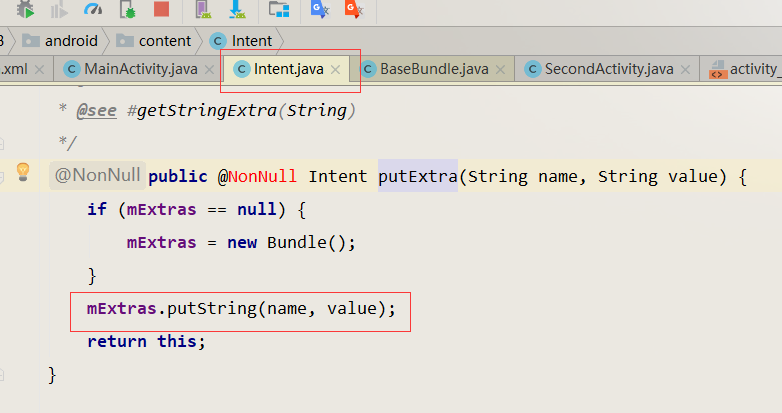 android content Intent
.xml MainActivity.java Intent.java BaseBundle.java SecondActivity.java activity_
* @see #getStringExtra(String)
*/
@NonNull public @NonNull Intent putExtra(String name, String value) {
if (mExtras == null) {
mExtras = new Bundle();
}
mExtras.putString(name, value);
return this;
}